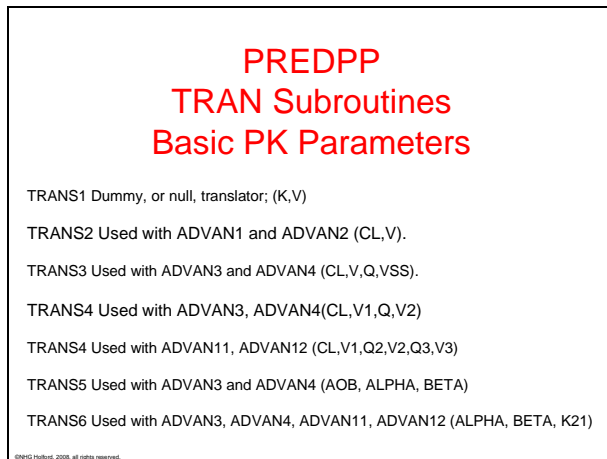 PREDPP
TRAN Subroutines
Basic PK Parameters
TRANS1 Dummy, or null, translator; (K,V)
TRANS2 Used with ADVAN1 and ADVAN2 (CL,V).
TRANS3 Used with ADVAN3 and ADVAN4 (CL,V,Q,VSS).
TRANS4 Used with ADVAN3, ADVAN4(CL,V1,Q,V2)
TRANS4 Used with ADVAN11, ADVAN12 (CL,V1,Q2,V2,Q3,V3)
TRANS5 Used with ADVAN3 and ADVAN4 (AOB, ALPHA, BETA)
TRANS6 Used with ADVAN3, ADVAN4, ADVAN11, ADVAN12 (ALPHA, BETA, K21)
©NHG Holford, 2008, all rights reserved.